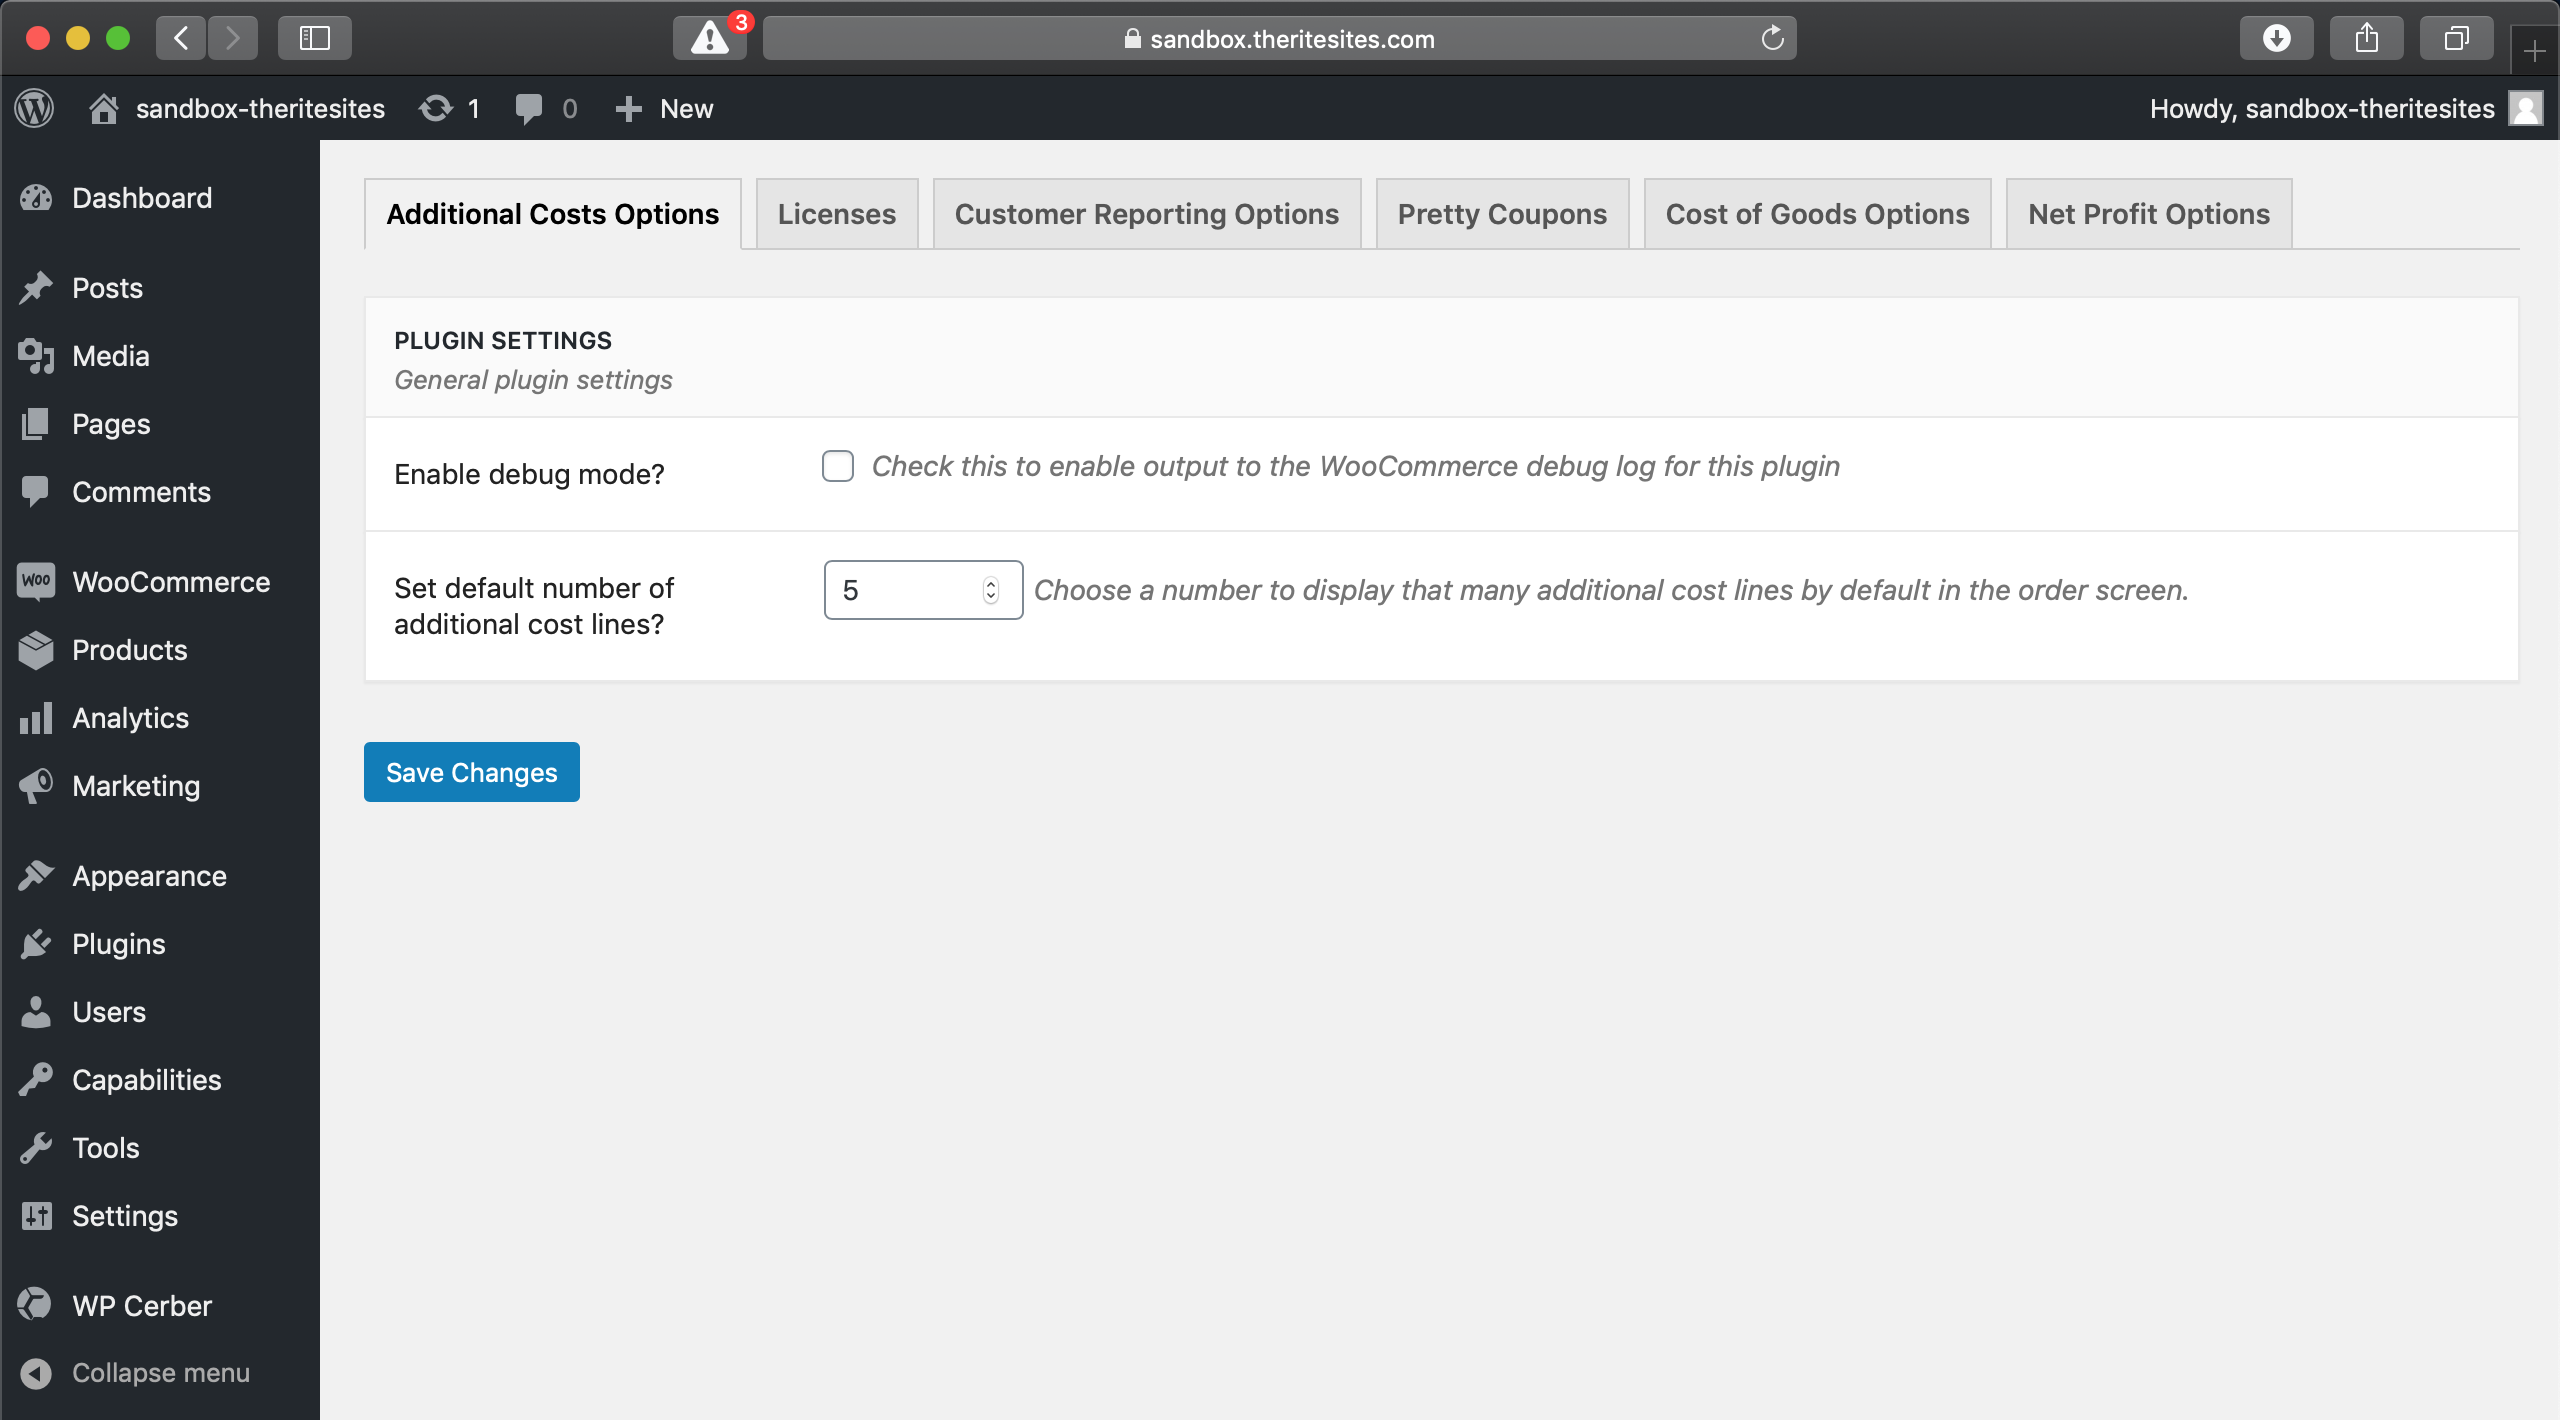 3
sandbox.theritesites.com
sandbox-theritesites 1 0 New Howdy, sandbox-theritesites
Dashboard
Posts
Media
Pages
Comments
Woo WooCommerce
Products
Analytics
Marketing
Appearance
Plugins
Users
Capabilities
Tools
Settings
WP Cerber
Collapse menu
Additional Costs Options Licenses Customer Reporting Options Pretty Coupons Cost of Goods Options Net Profit Options
PLUGIN SETTINGS
General plugin settings
Enable debug mode? Check this to enable output to the WooCommerce debug log for this plugin
Set default number of
additional cost lines?
5 Choose a number to display that many additional cost lines by default in the order screen.
Save Changes